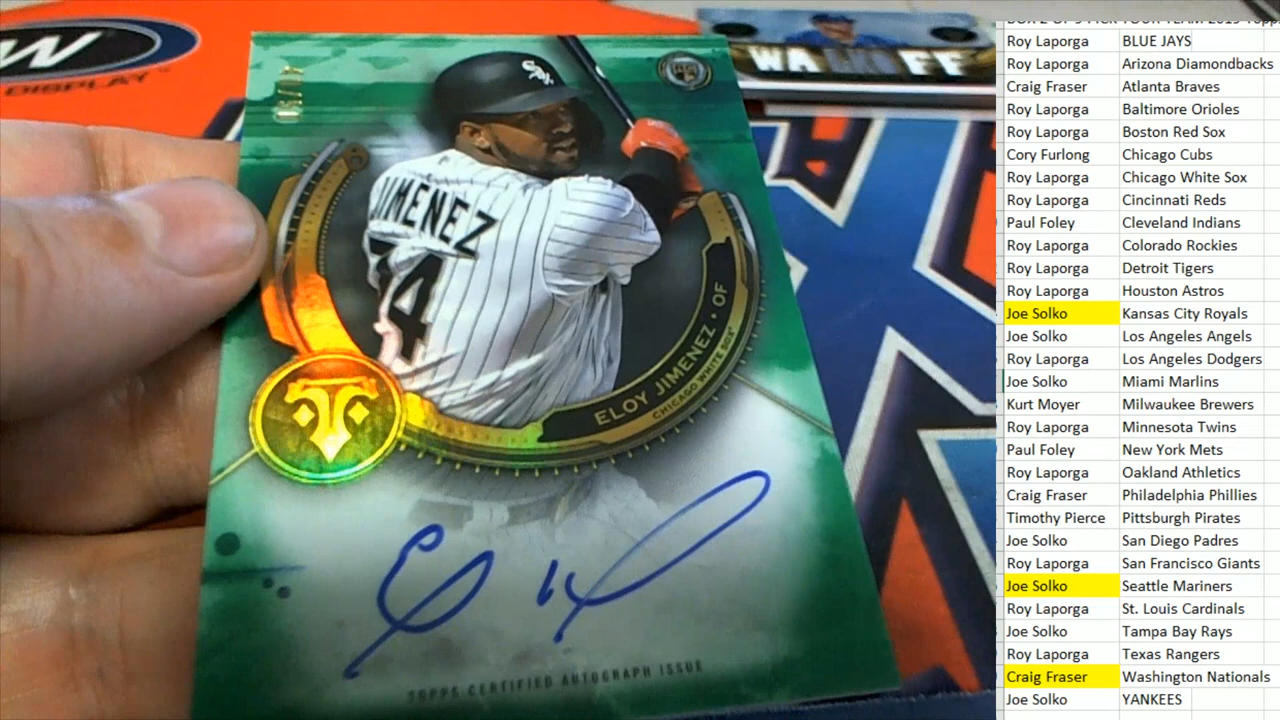 W
DISPLAY
WALKOFF
Sox
JIMENEZ
74
ELOY JIMENEZ • OF
CHICAGO WHITE SOX
TOPPS CERTIFIED AUTOGRAPH ISSUE
Roy Laporga BLUE JAYS
Roy Laporga Arizona Diamondbacks
Craig Fraser Atlanta Braves
Roy Laporga Baltimore Orioles
Roy Laporga Boston Red Sox
Cory Furlong Chicago Cubs
Roy Laporga Chicago White Sox
Roy Laporga Cincinnati Reds
Paul Foley Cleveland Indians
Roy Laporga Colorado Rockies
Roy Laporga Detroit Tigers
Roy Laporga Houston Astros
Joe Solko Kansas City Royals
Joe Solko Los Angeles Angels
Roy Laporga Los Angeles Dodgers
Joe Solko Miami Marlins
Kurt Moyer Milwaukee Brewers
Roy Laporga Minnesota Twins
Paul Foley New York Mets
Roy Laporga Oakland Athletics
Craig Fraser Philadelphia Phillies
Timothy Pierce Pittsburgh Pirates
Joe Solko San Diego Padres
Roy Laporga San Francisco Giants
Joe Solko Seattle Mariners
Roy Laporga St. Louis Cardinals
Joe Solko Tampa Bay Rays
Roy Laporga Texas Rangers
Craig Fraser Washington Nationals
Joe Solko YANKEES